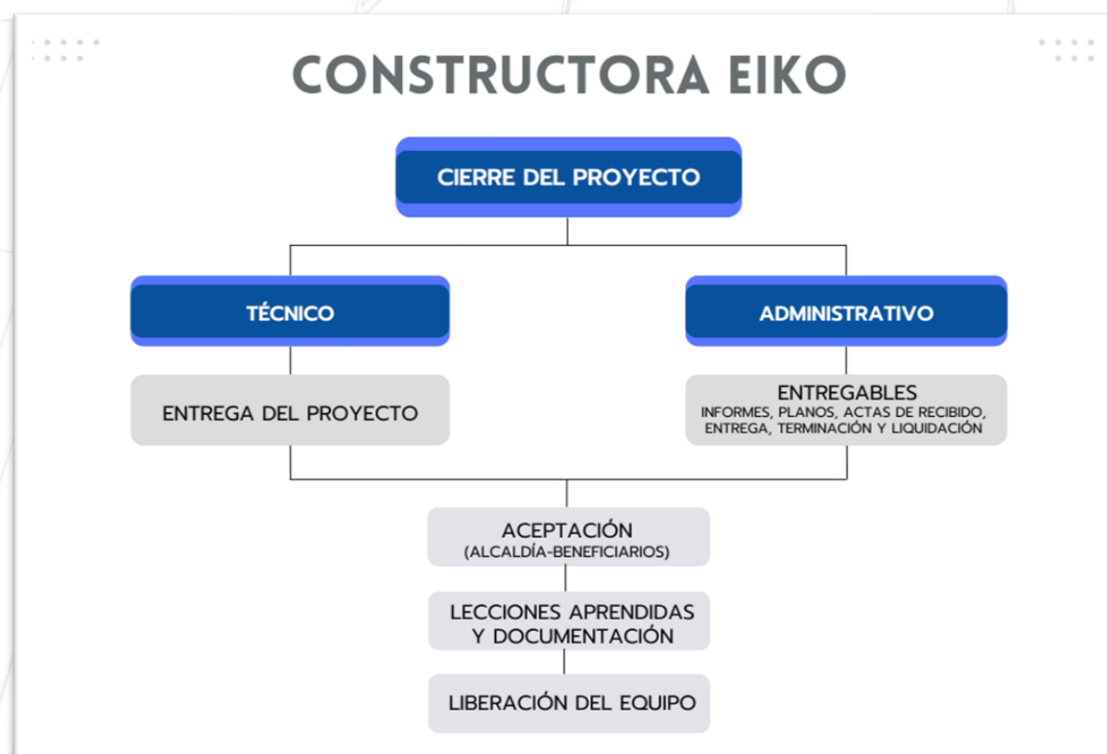 CONSTRUCTORA EIKO
CIERRE DEL PROYECTO
TÉCNICO
ADMINISTRATIVO
ENTREGA DEL PROYECTO
ENTREGABLES
INFORMES, PLANOS, ACTAS DE RECIBIDO,
ENTREGA, TERMINACIÓN Y LIQUIDACIÓN
ACEPTACIÓN
(ALCALDÍA-BENEFICIARIOS)
LECCIONES APRENDIDAS
Y DOCUMENTACIÓN
LIBERACIÓN DEL EQUIPO